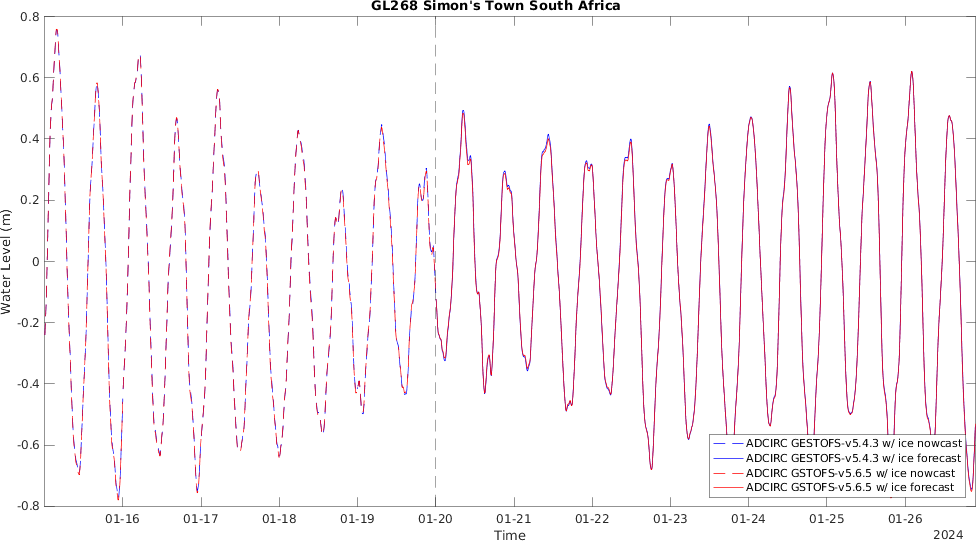 GL268 Simon's Town South Africa
0.8
0.6
0.4
0.2
0
-0.2
-0.4
-0.6
-0.8
Water Level (m)
ADCIRC GESTOFS-v5.4.3 w/ ice nowcast
ADCIRC GESTOFS-v5.4.3 w/ ice forecast
ADCIRC GSTOFS-v5.6.5 w/ ice nowcast
ADCIRC GSTOFS-v5.6.5 w/ ice forecast
01-16 01-17 01-18 01-19 01-20 01-21 01-22 01-23 01-24 01-25 01-26
Time
2024